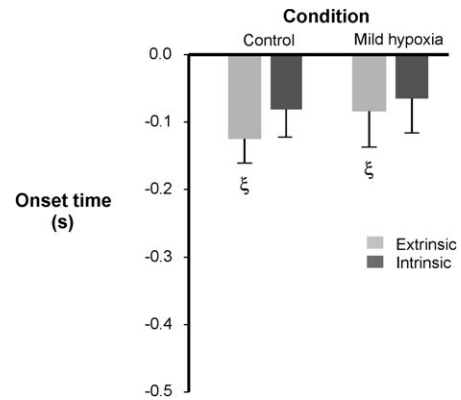 Condition
Control Mild hypoxia
0.0
-0.1
-0.2
-0.3
-0.4
-0.5
Onset time
(s)
ξ ξ
Extrinsic
Intrinsic